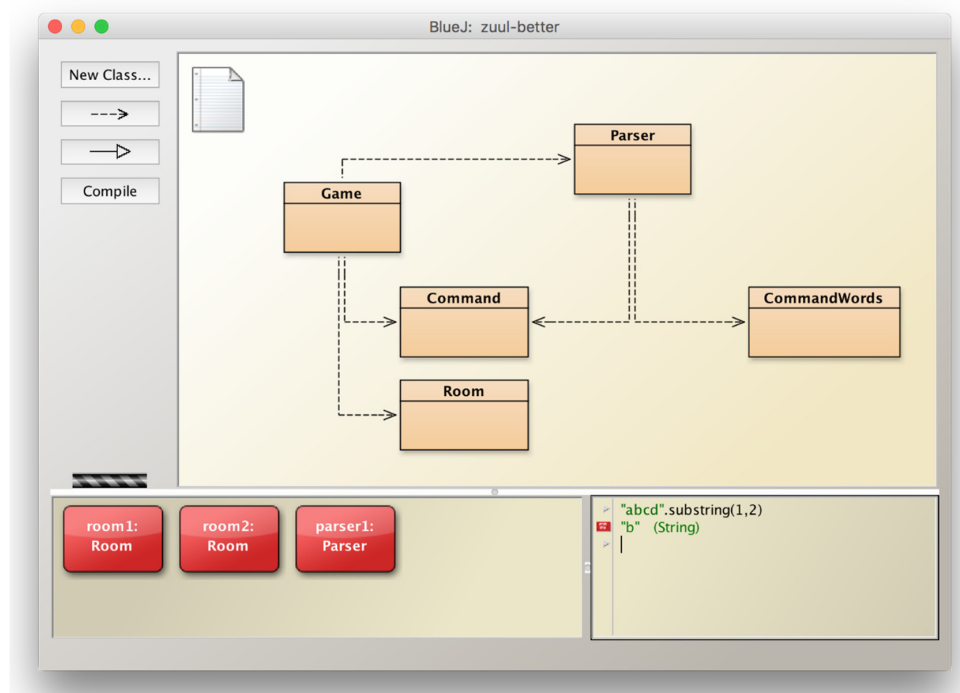 BlueJ: zuul-better
New Class...
Compile
Parser
Game
Command
CommandWords
Room
room1:
Room
room2:
Room
parser1:
Parser
"abcd".substring(1,2)
"b" (String)